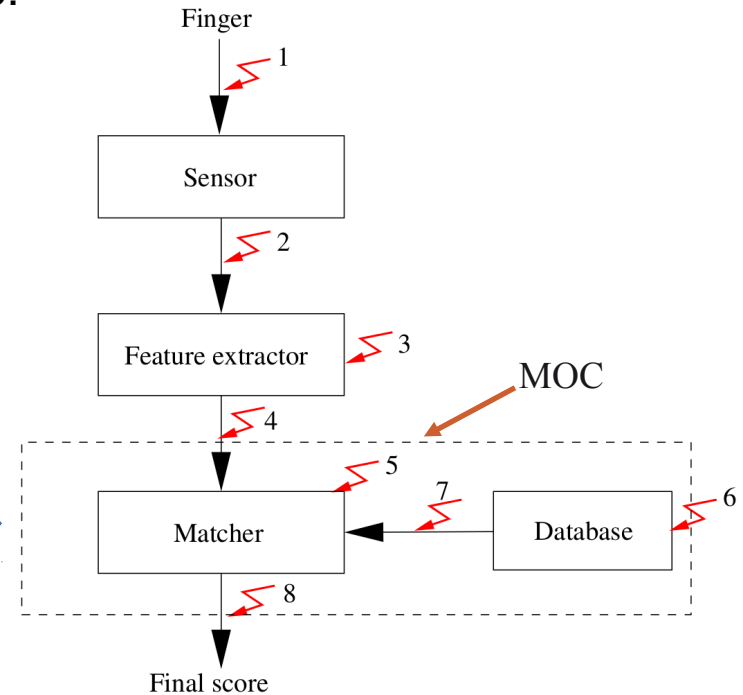 Finger
1
Sensor
2
Feature extractor
3
MOC
4
5
7
6
Matcher
Database
8
Final score